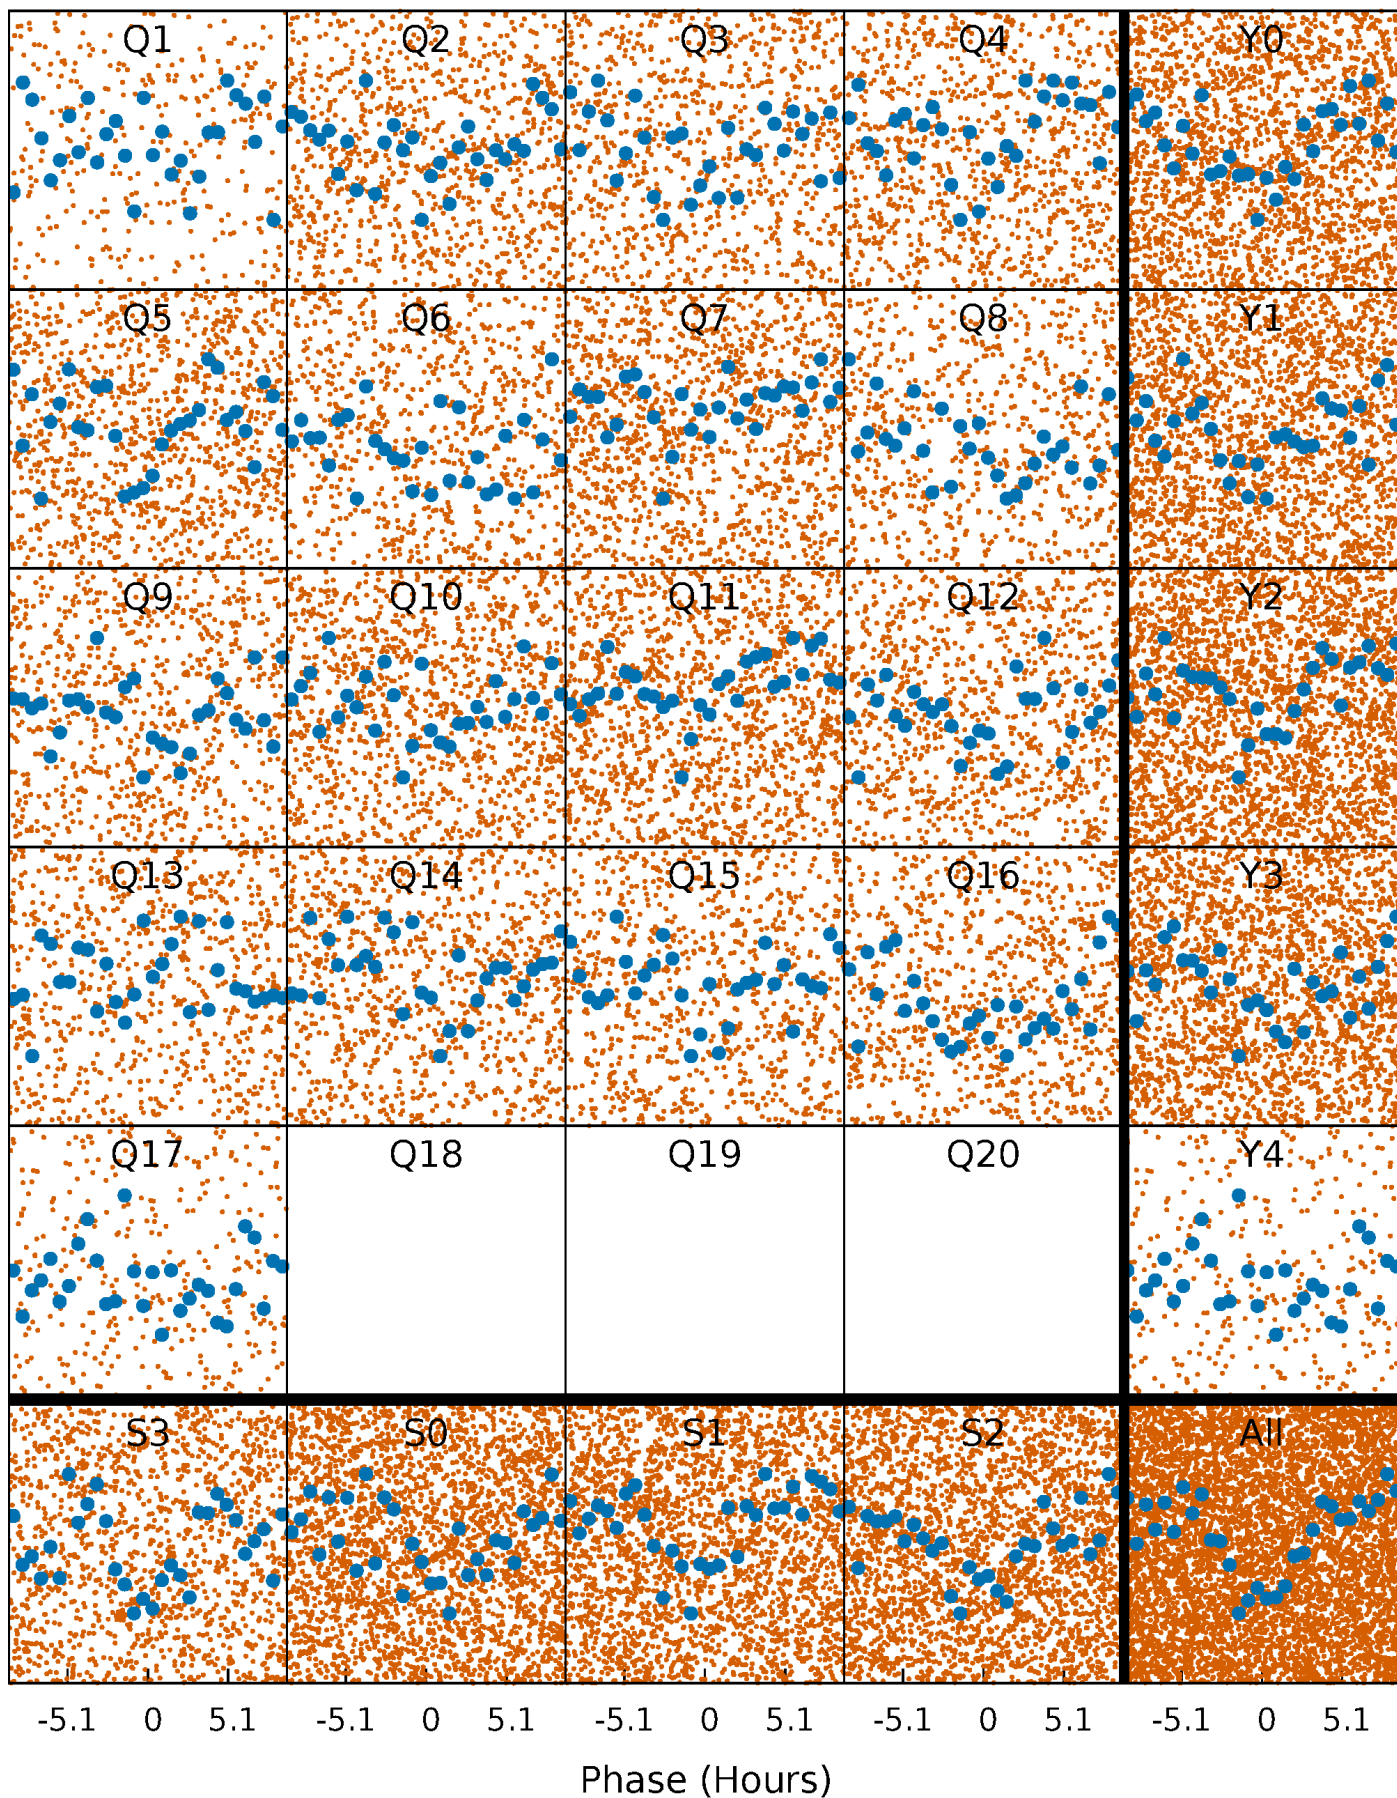 Q1 Q2 Q3 Q4 Y0
Q5 Q6 Q7 Q8 Y1
Q9 Q10 Q11 Q12 Y2
Q13 Q14 Q15 Q16 Y3
Q17 Q18 Q19 Q20 Y4
S3 S0 S1 S2 All
-5.1 0 5.1 -5.1 0 5.1 -5.1 0 5.1 -5.1 0 5.1 -5.1 0 5.1
Phase (Hours)